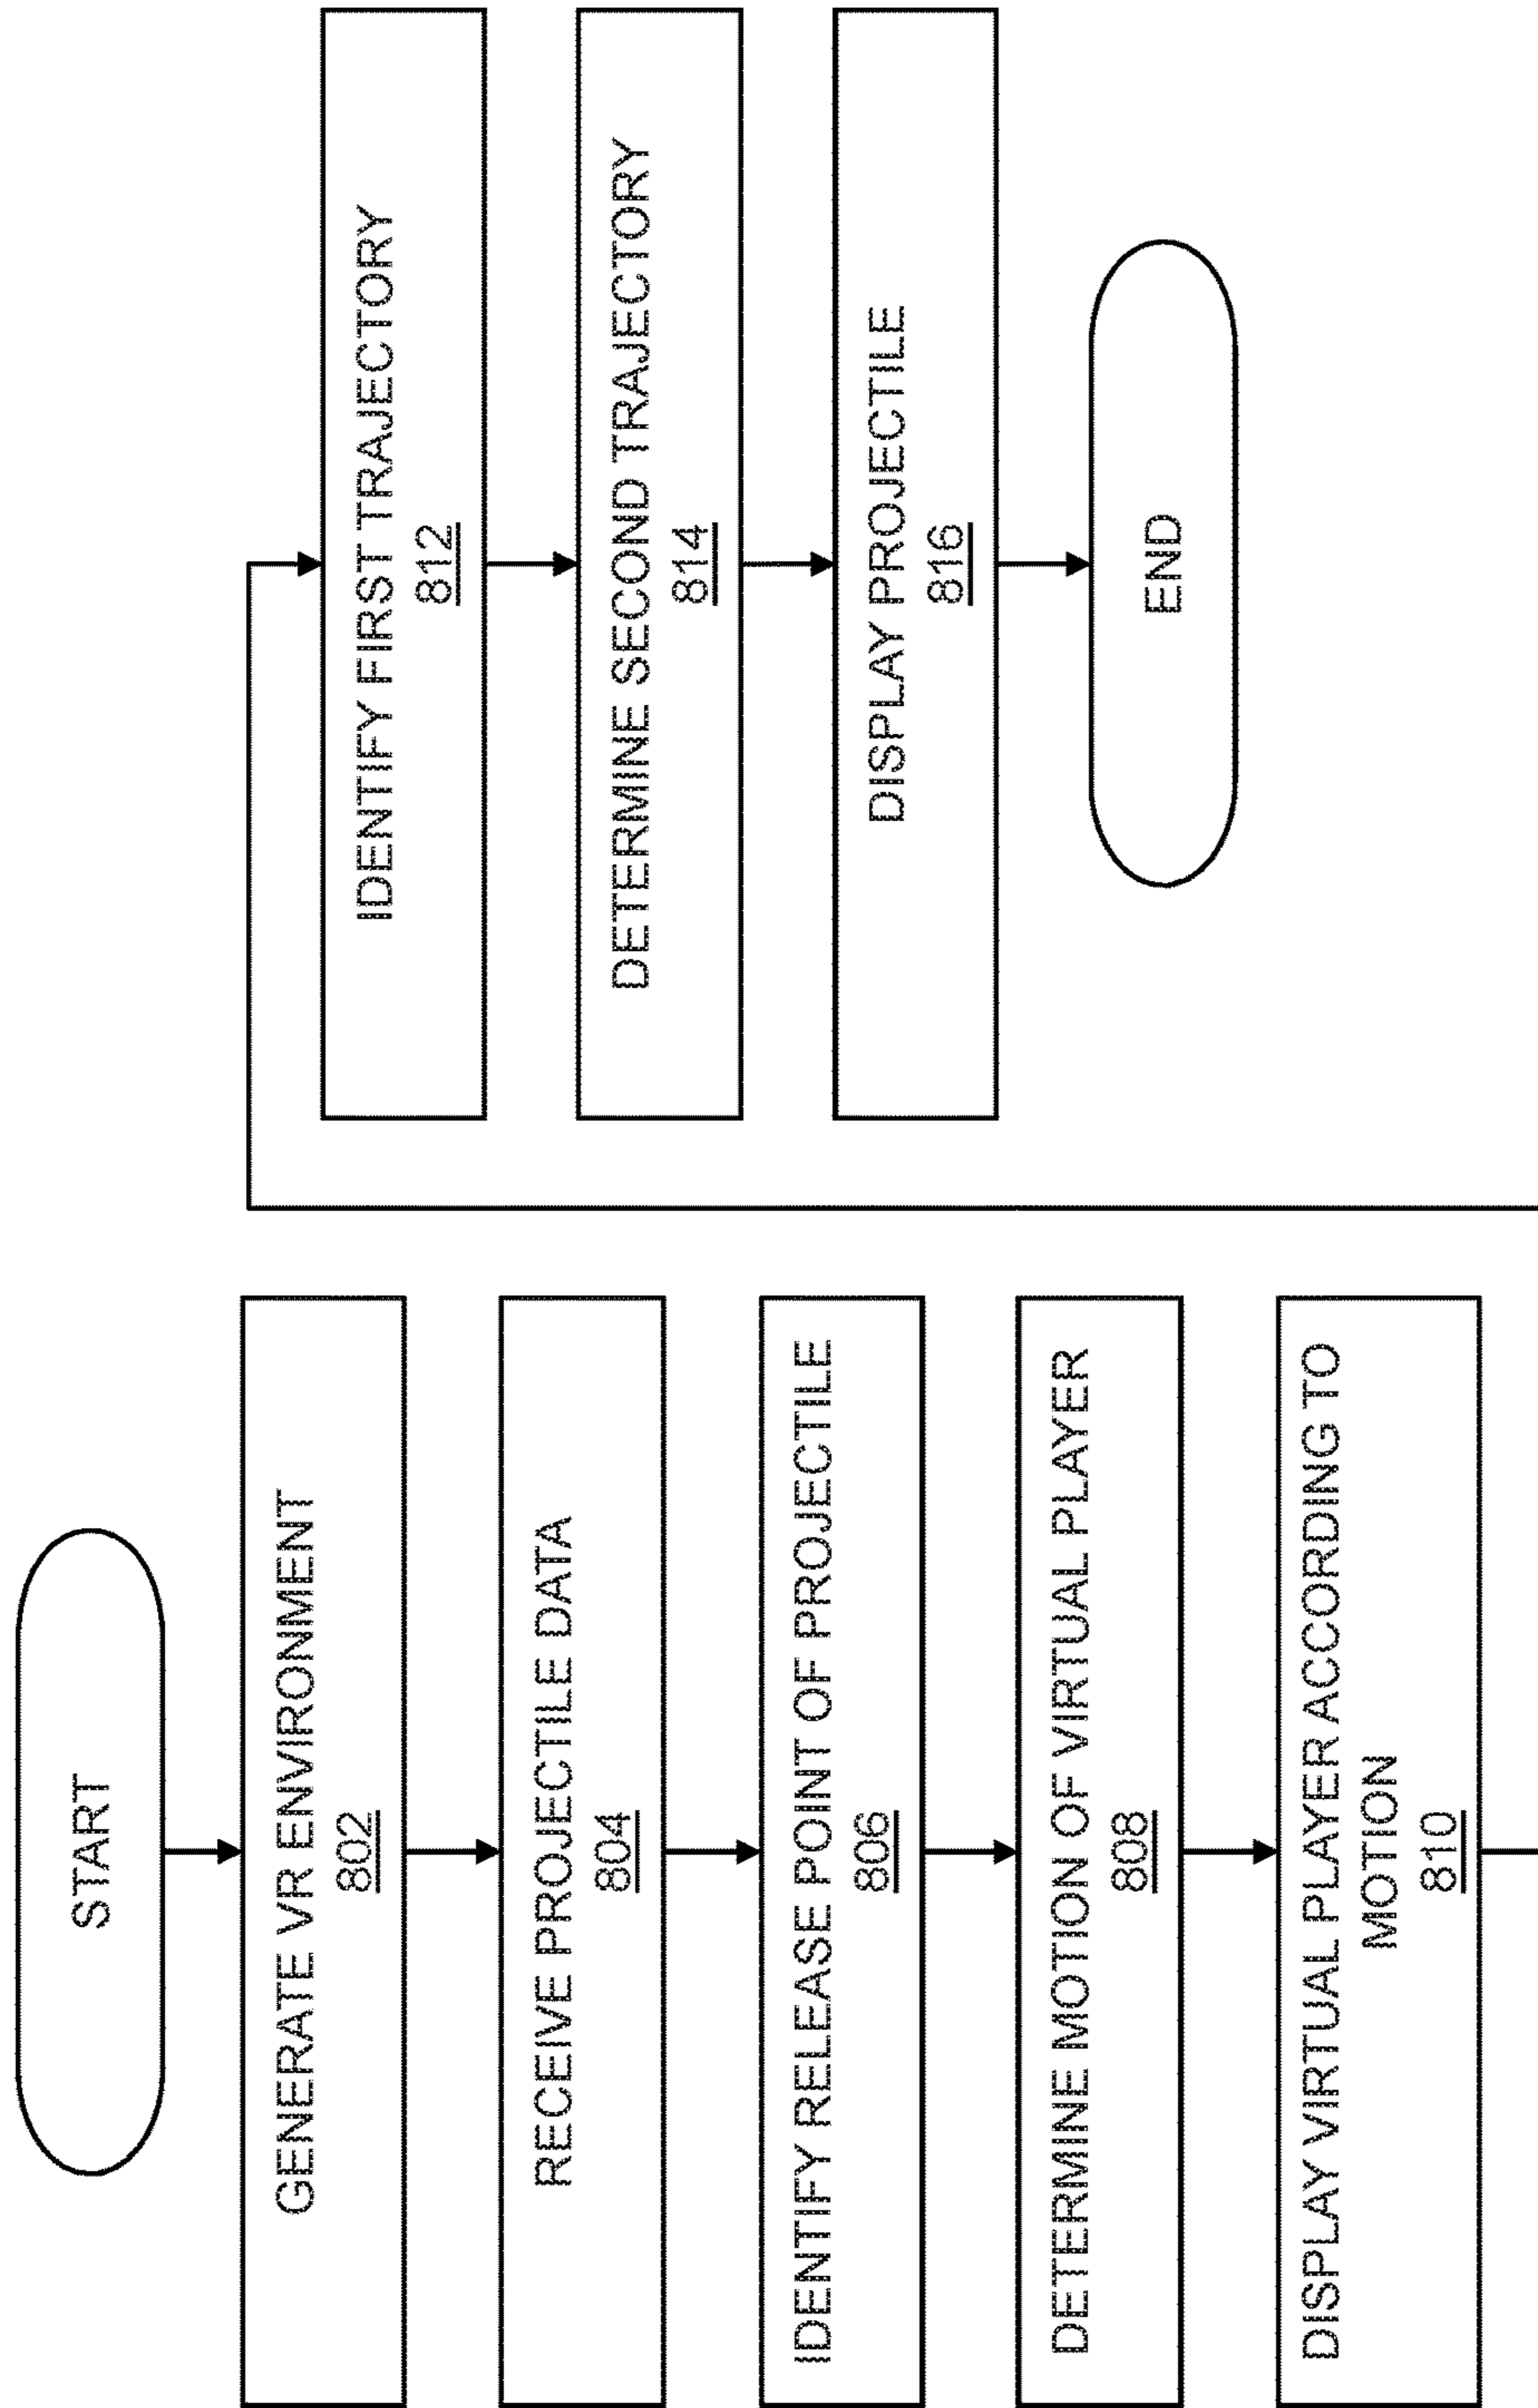 START
GENERATE VR ENVIRONMENT
802
RECEIVE PROJECTILE DATA
804
IDENTIFY RELEASE POINT OF PROJECTILE
806
DETERMINE MOTION OF VIRTUAL PLAYER
808
DISPLAY VIRTUAL PLAYER ACCORDING TO
MOTION
810
IDENTIFY FIRST TRAJECTORY
812
DETERMINE SECOND TRAJECTORY
814
DISPLAY PROJECTILE
816
END